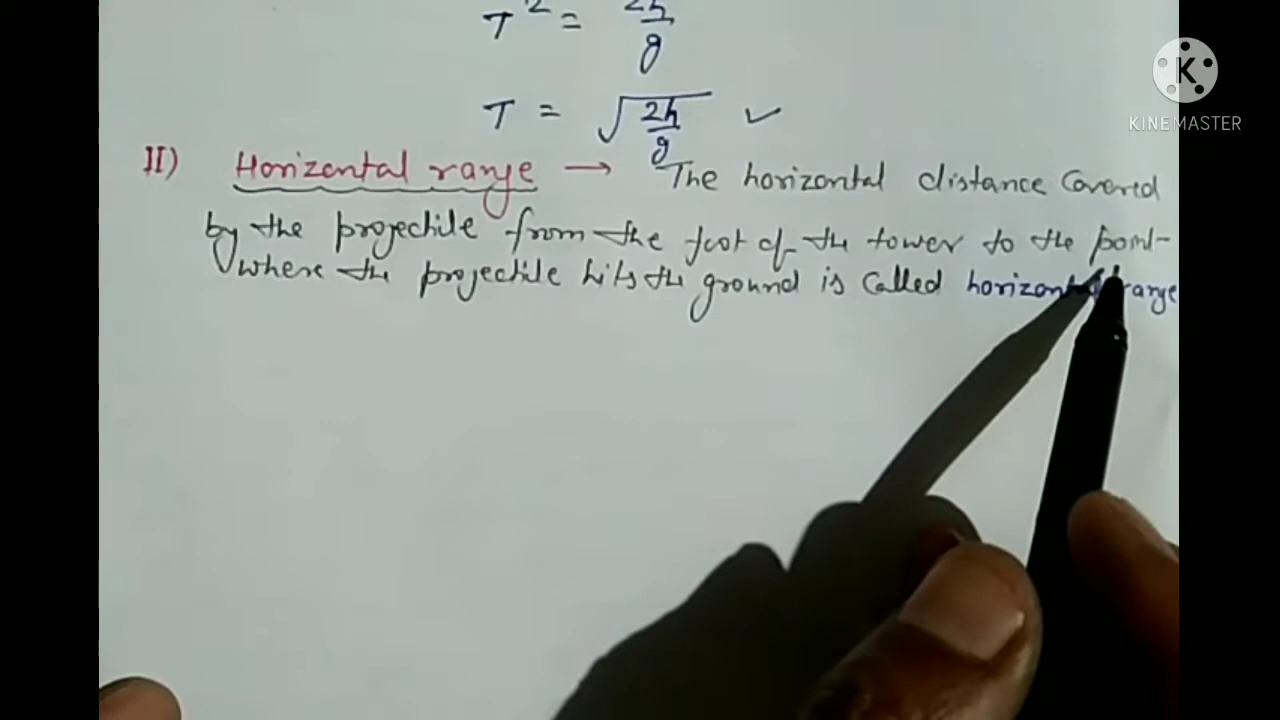 T² = 2h
g
T = √2h
g
II) Horizontal range → The horizontal distance Covered
by the projectile from the foot of the tower to the point
where the projectile hits the ground is Called horizontal range
K
KINEMASTER